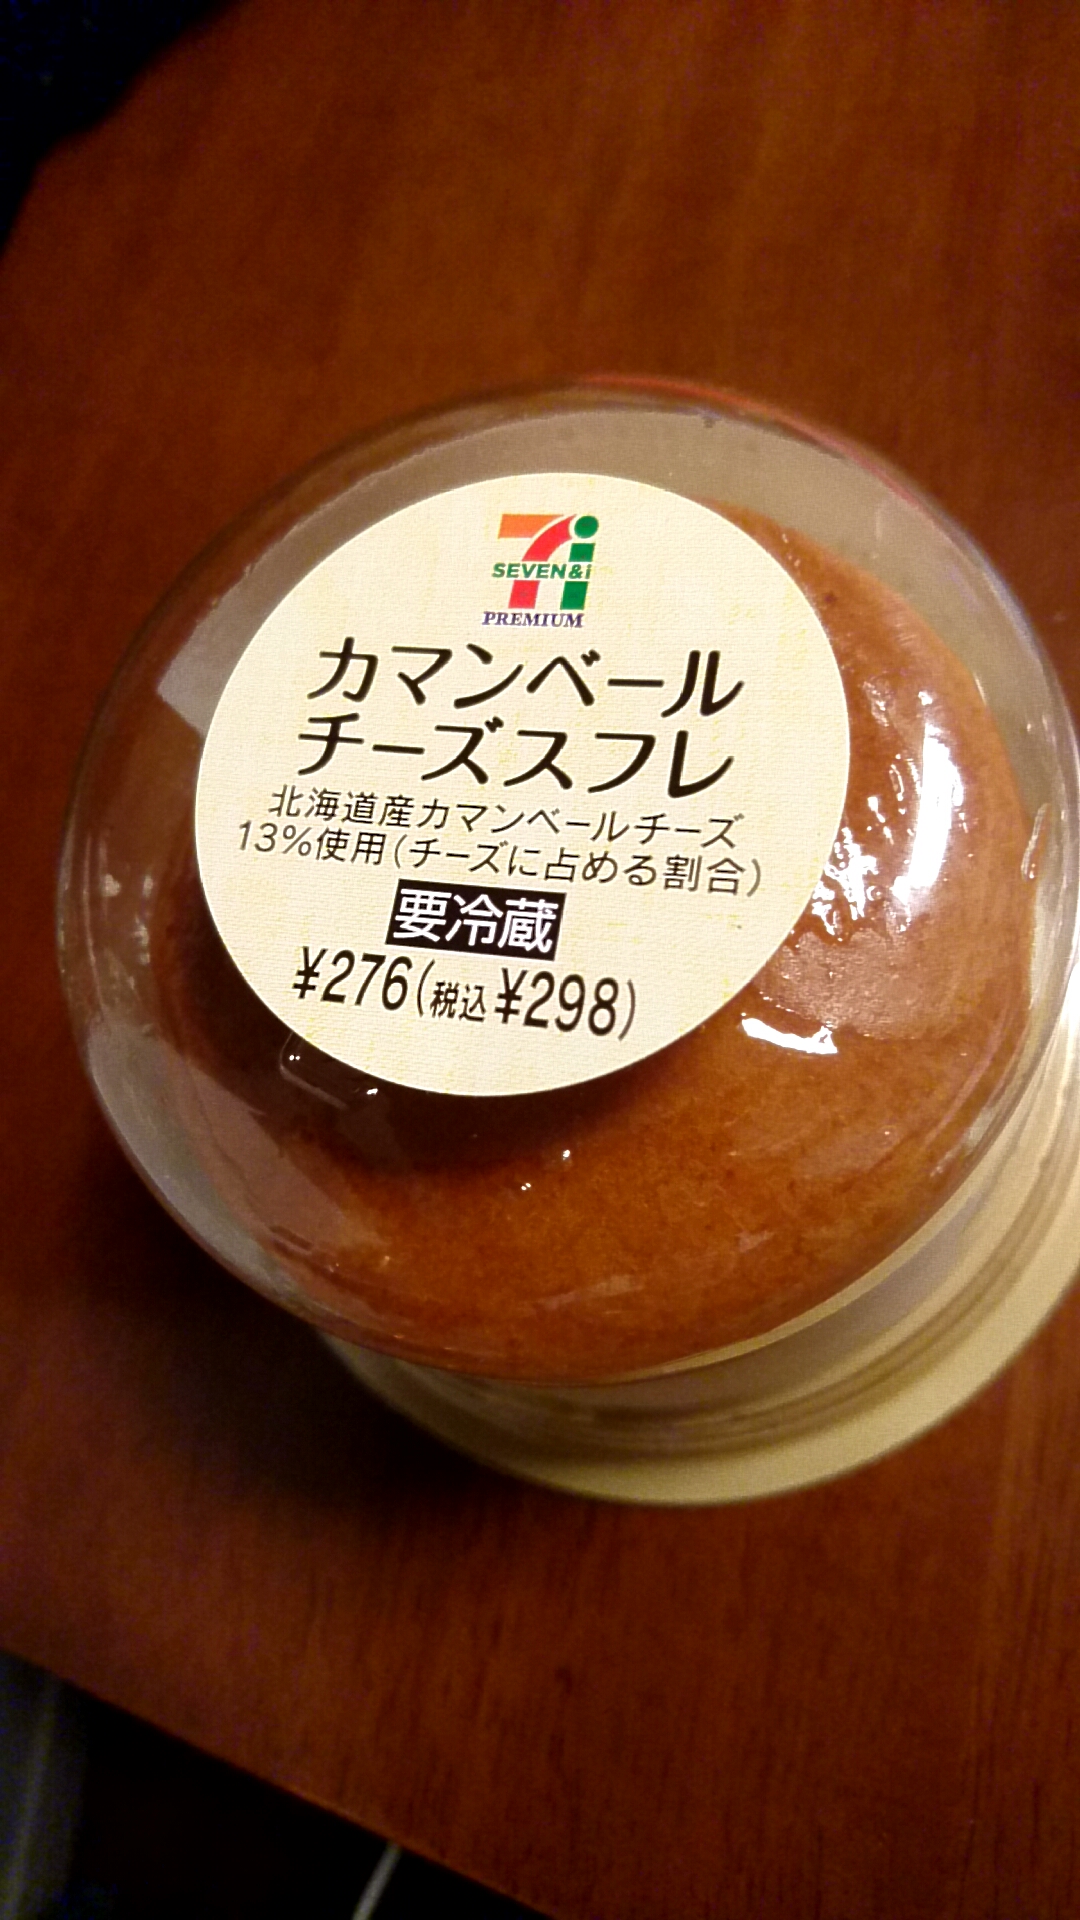 7i
SEVEN&i
PREMIUM
カマンベール
チーズスフレ
北海道産カマンベールチーズ
13%使用(チーズに占める割合)
要冷蔵
¥276(税込¥298)